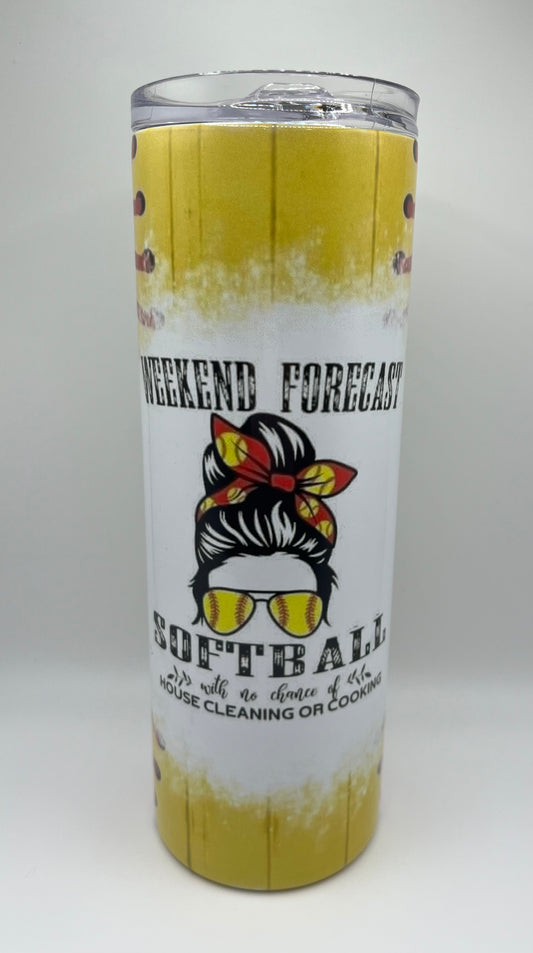 WEEKEND FORECAST
SOFTBALL
with no chance of
HOUSE CLEANING OR COOKING